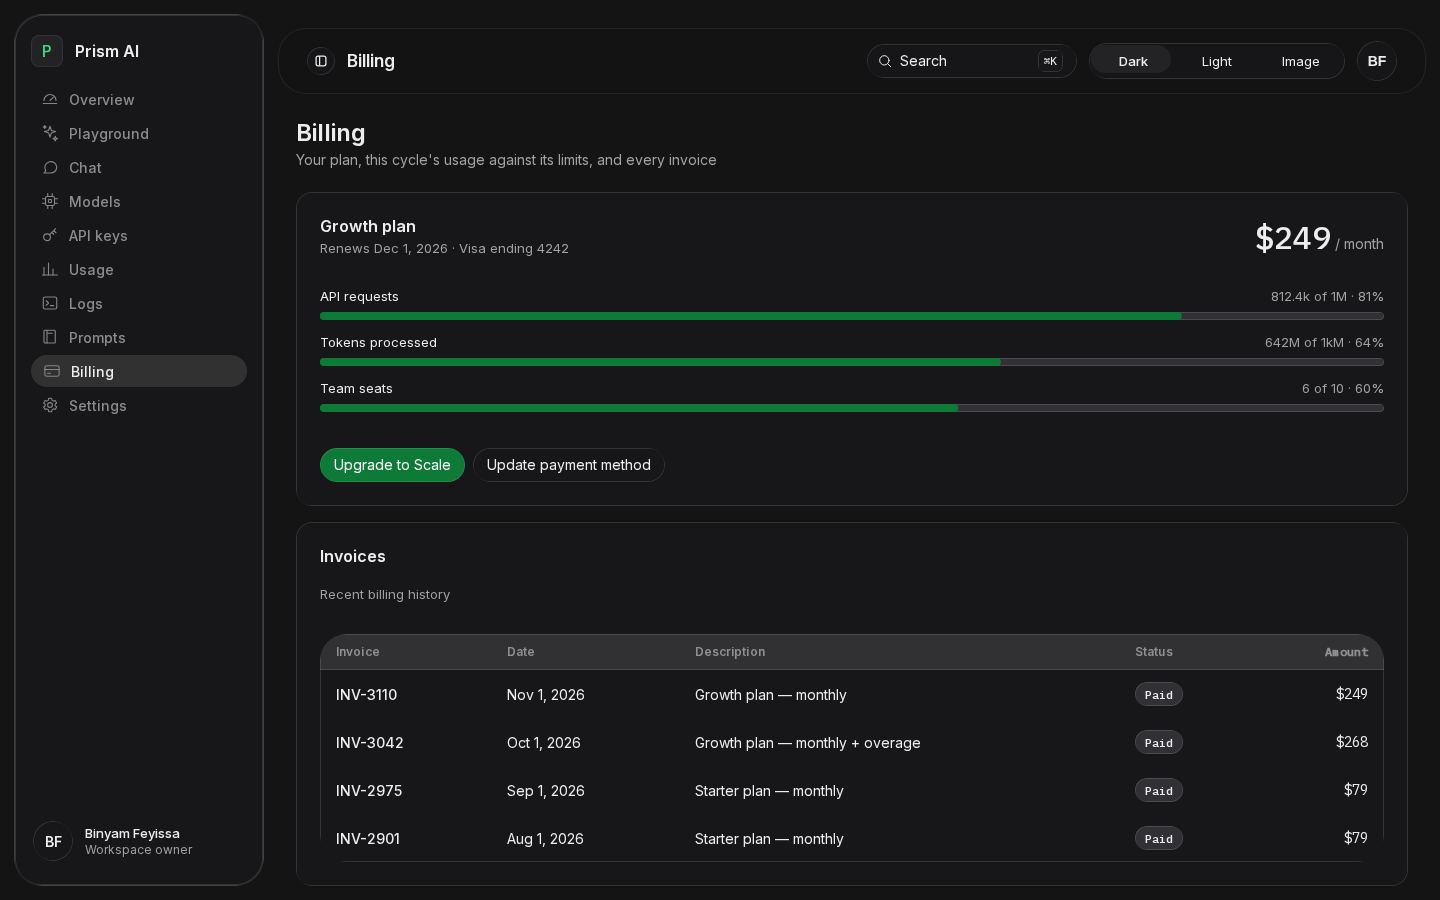 P Prism AI
Overview
Playground
Chat
Models
API keys
Usage
Logs
Prompts
Billing
Settings
BF
Binyam Feyissa
Workspace owner
Billing
Search ⌘K
Dark Light Image
BF
Billing
Your plan, this cycle's usage against its limits, and every invoice
Growth plan
Renews Dec 1, 2026 · Visa ending 4242
$249 / month
API requests 812.4k of 1M · 81%
Tokens processed 642M of 1kM · 64%
Team seats 6 of 10 · 60%
Upgrade to Scale Update payment method
Invoices
Recent billing history
Invoice Date Description Status Amount
INV-3110 Nov 1, 2026 Growth plan — monthly Paid $249
INV-3042 Oct 1, 2026 Growth plan — monthly + overage Paid $268
INV-2975 Sep 1, 2026 Starter plan — monthly Paid $79
INV-2901 Aug 1, 2026 Starter plan — monthly Paid $79